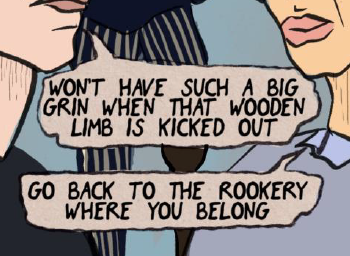 WON'T HAVE SUCH A BIG
GRIN WHEN THAT WOODEN
LIMB IS KICKED OUT
GO BACK TO THE ROOKERY
WHERE YOU BELONG